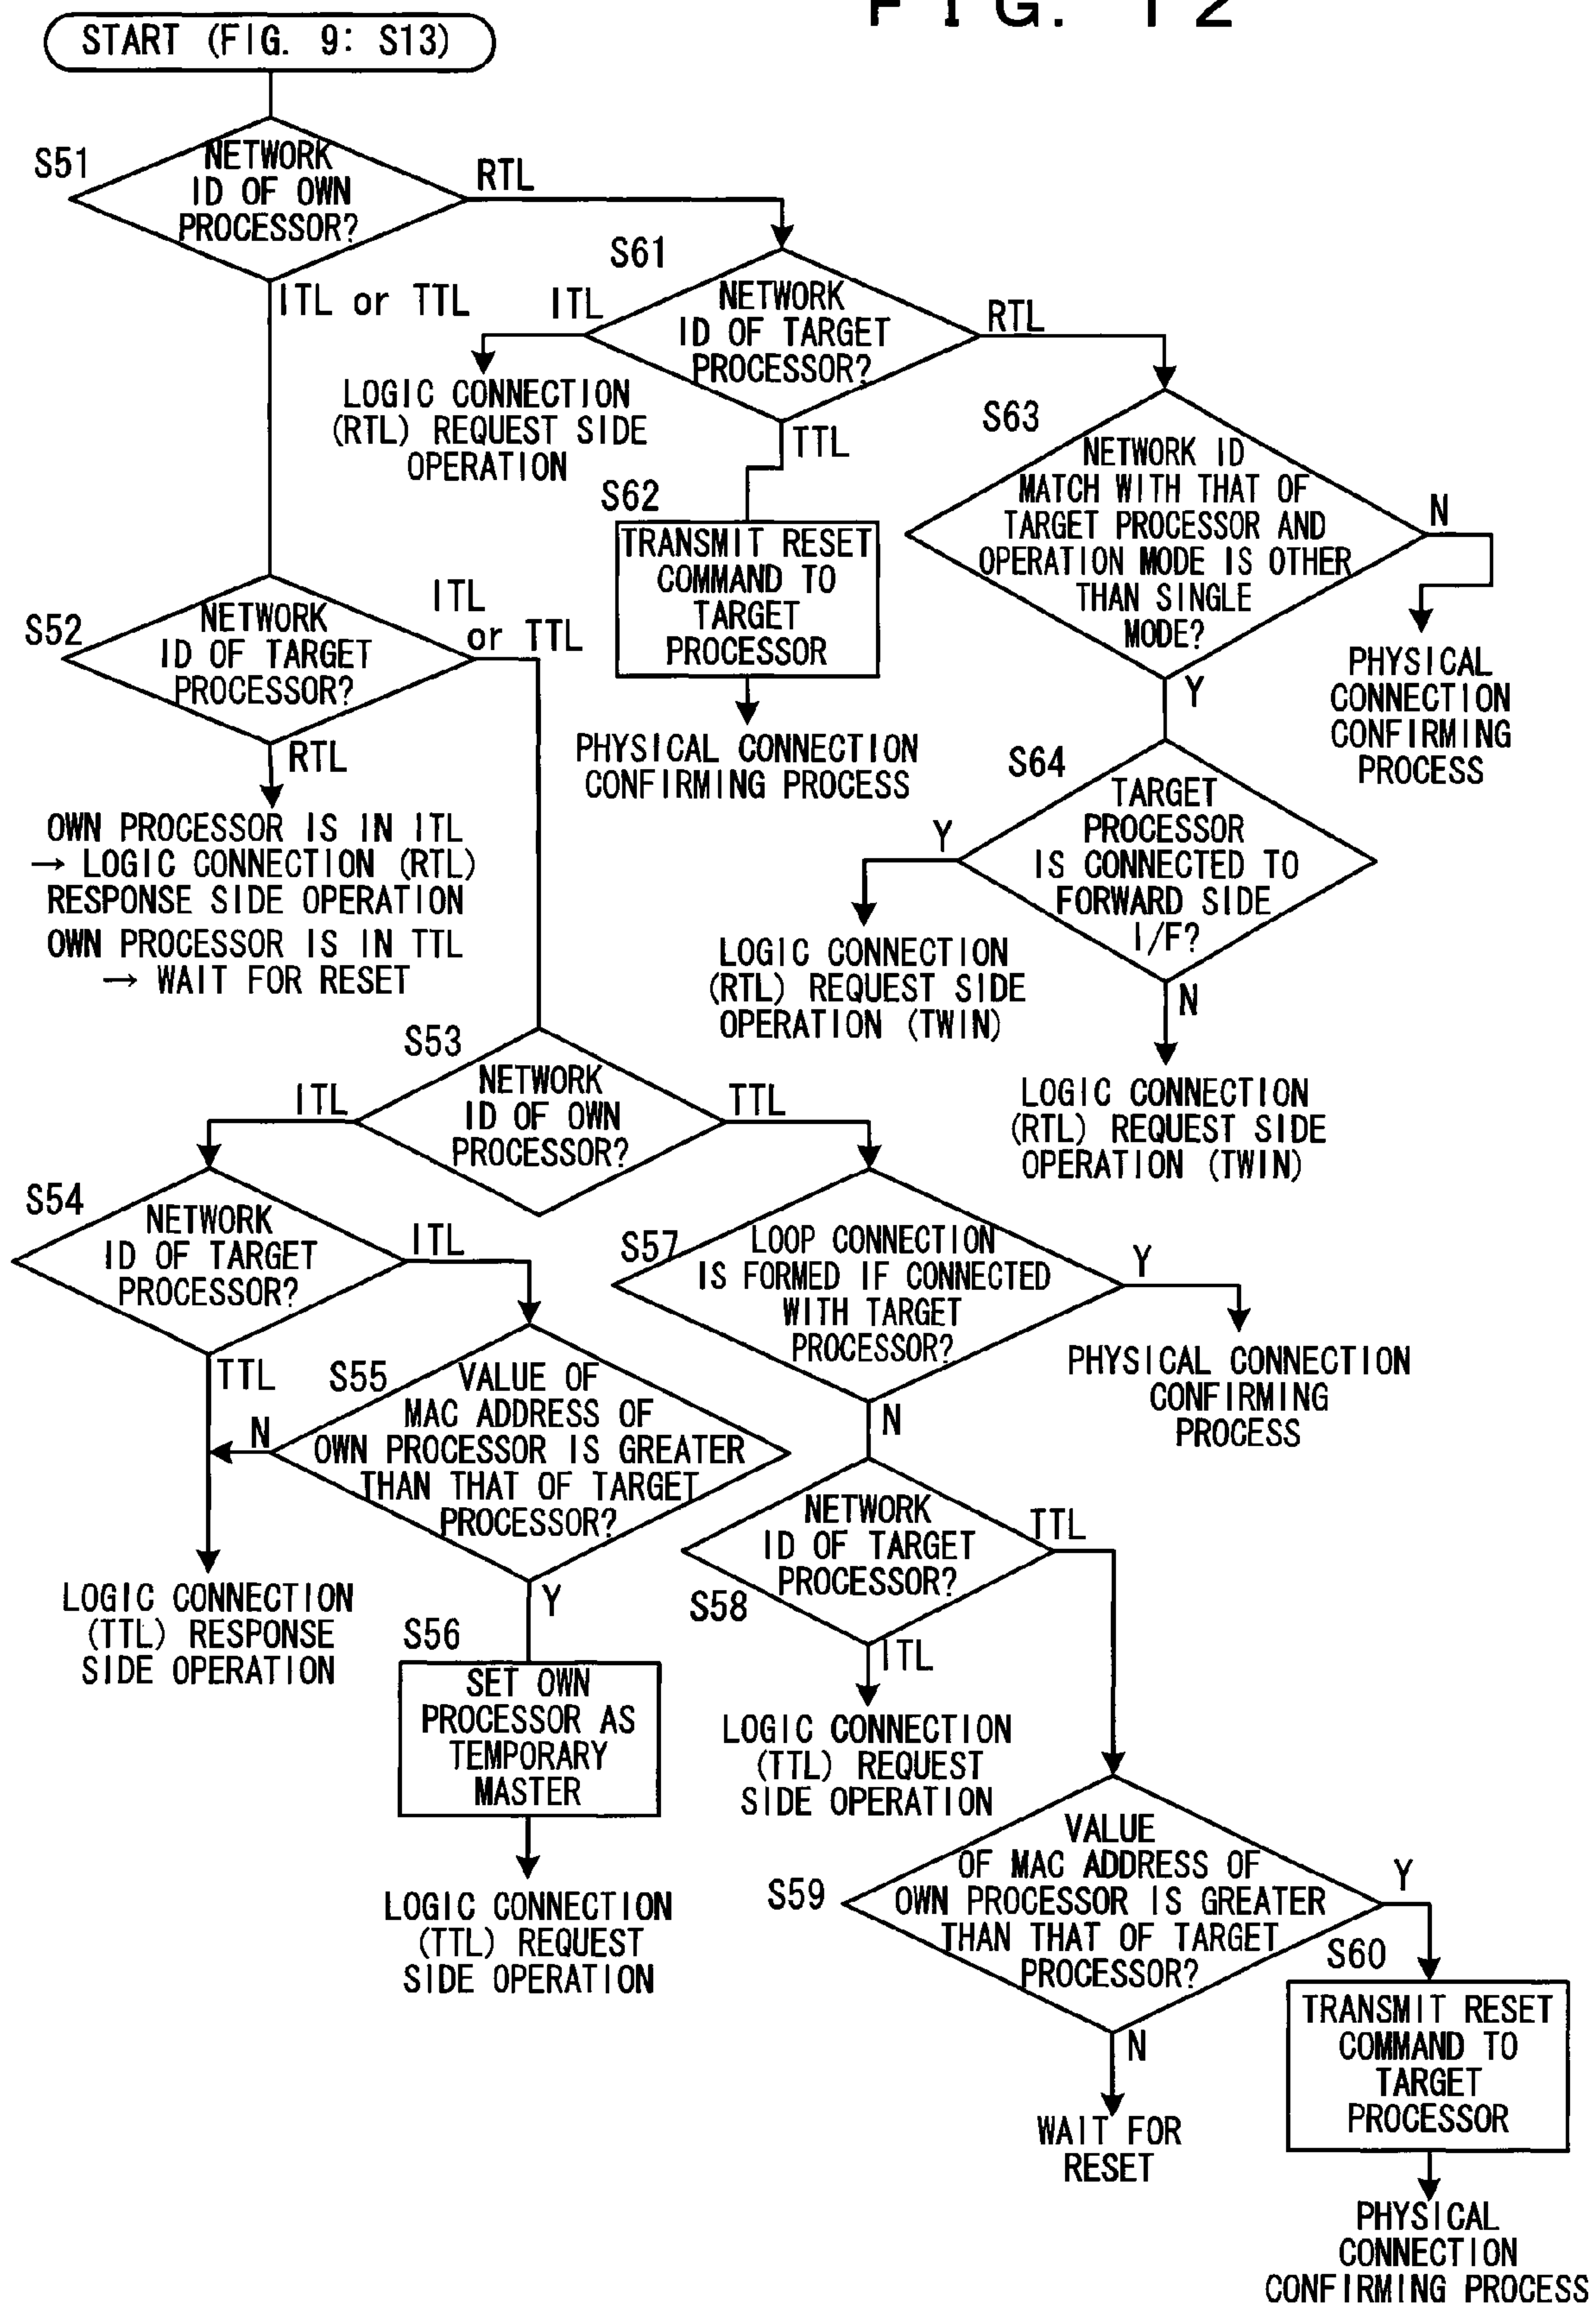 FIG. 12
START (FIG. 9: S13)
S51
NETWORK
ID OF OWN
PROCESSOR?
RTL
ITL or TTL
S61
NETWORK
ID OF TARGET
PROCESSOR?
ITL
RTL
TTL
LOGIC CONNECTION
(RTL) REQUEST SIDE
OPERATION
S62
TRANSMIT RESET
COMMAND TO
TARGET
PROCESSOR
PHYSICAL CONNECTION
CONFIRMING PROCESS
S63
NETWORK ID
MATCH WITH THAT OF
TARGET PROCESSOR AND
OPERATION MODE IS OTHER
THAN SINGLE
MODE?
N
PHYSICAL
CONNECTION
CONFIRMING
PROCESS
Y
S64
TARGET
PROCESSOR
IS CONNECTED TO
FORWARD SIDE
I/F?
Y
LOGIC CONNECTION
(RTL) REQUEST SIDE
OPERATION (TWIN)
N
LOGIC CONNECTION
(RTL) REQUEST SIDE
OPERATION (TWIN)
S52
NETWORK
ID OF TARGET
PROCESSOR?
ITL
or TTL
RTL
OWN PROCESSOR IS IN ITL
→ LOGIC CONNECTION (RTL)
RESPONSE SIDE OPERATION
OWN PROCESSOR IS IN TTL
→ WAIT FOR RESET
S53
NETWORK
ID OF OWN
PROCESSOR?
ITL
TTL
S54
NETWORK
ID OF TARGET
PROCESSOR?
ITL
TTL
S55
VALUE OF
MAC ADDRESS OF
OWN PROCESSOR IS GREATER
THAN THAT OF TARGET
PROCESSOR?
N
LOGIC CONNECTION
(TTL) RESPONSE
SIDE OPERATION
Y
S56
SET OWN
PROCESSOR AS
TEMPORARY
MASTER
LOGIC CONNECTION
(TTL) REQUEST
SIDE OPERATION
S57
LOOP CONNECTION
IS FORMED IF CONNECTED
WITH TARGET
PROCESSOR?
Y
PHYSICAL CONNECTION
CONFIRMING
PROCESS
N
S58
NETWORK
ID OF TARGET
PROCESSOR?
TTL
ITL
LOGIC CONNECTION
(TTL) REQUEST
SIDE OPERATION
S59
VALUE
OF MAC ADDRESS OF
OWN PROCESSOR IS GREATER
THAN THAT OF TARGET
PROCESSOR?
Y
N
WAIT FOR
RESET
S60
TRANSMIT RESET
COMMAND TO
TARGET
PROCESSOR
PHYSICAL
CONNECTION
CONFIRMING PROCESS